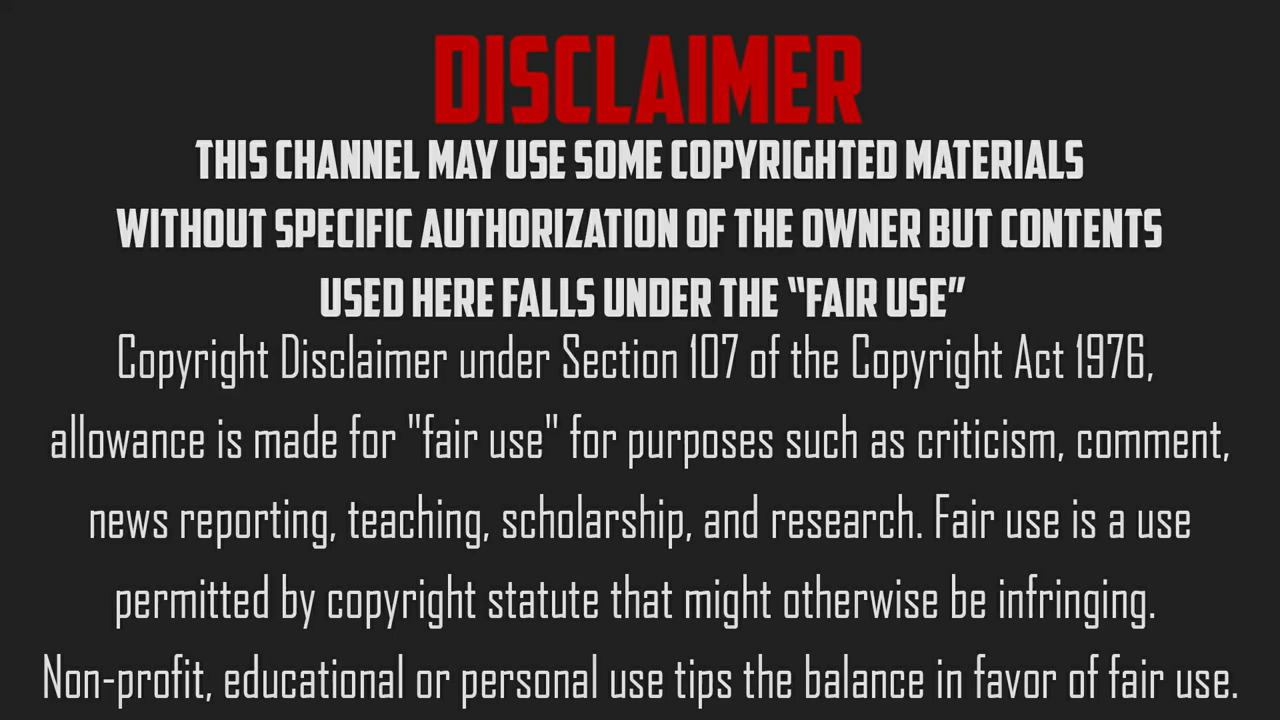 DISCLAIMER
THIS CHANNEL MAY USE SOME COPYRIGHTED MATERIALS
WITHOUT SPECIFIC AUTHORIZATION OF THE OWNER BUT CONTENTS
USED HERE FALLS UNDER THE “FAIR USE”
Copyright Disclaimer under Section 107 of the Copyright Act 1976,
allowance is made for "fair use" for purposes such as criticism, comment,
news reporting, teaching, scholarship, and research. Fair use is a use
permitted by copyright statute that might otherwise be infringing.
Non-profit, educational or personal use tips the balance in favor of fair use.